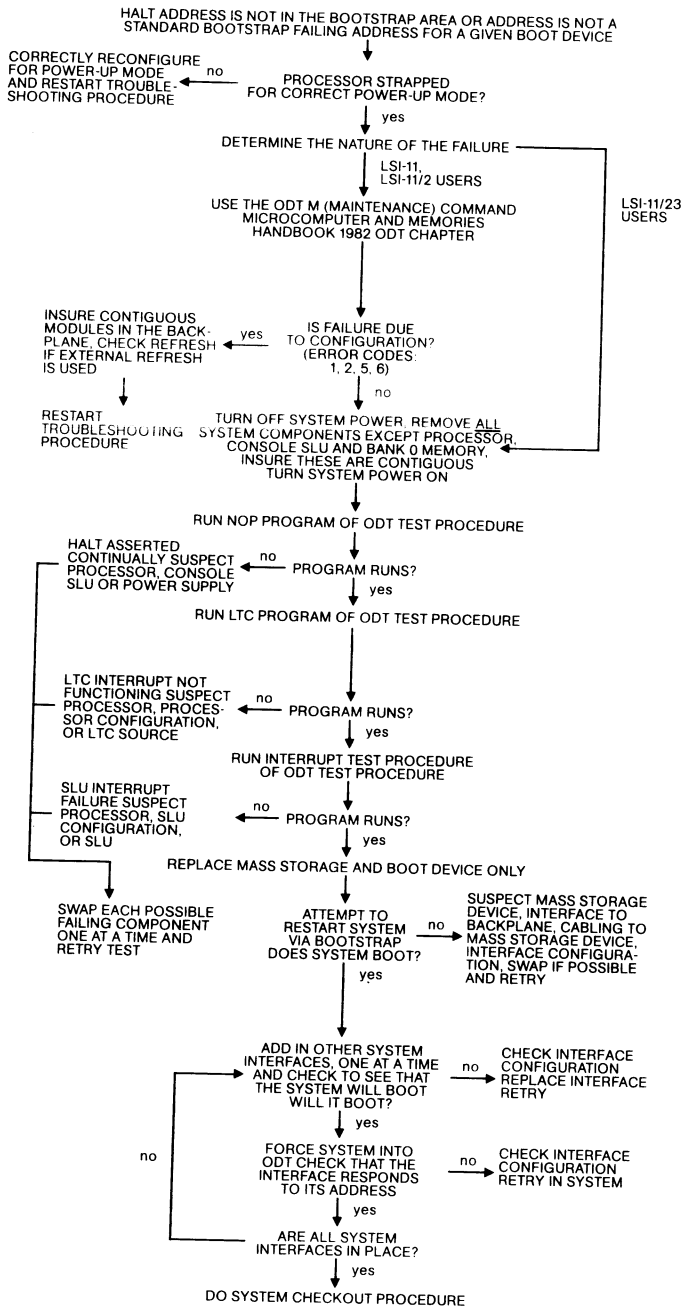 HALT ADDRESS IS NOT IN THE BOOTSTRAP AREA OR ADDRESS IS NOT A
STANDARD BOOTSTRAP FAILING ADDRESS FOR A GIVEN BOOT DEVICE
CORRECTLY RECONFIGURE
FOR POWER-UP MODE
AND RESTART TROUBLE-
SHOOTING PROCEDURE
no
PROCESSOR STRAPPED
FOR CORRECT POWER-UP MODE?
yes
DETERMINE THE NATURE OF THE FAILURE
LSI-11,
LSI-11/2 USERS
LSI-11/23
USERS
USE THE ODT M (MAINTENANCE) COMMAND
MICROCOMPUTER AND MEMORIES
HANDBOOK 1982 ODT CHAPTER
INSURE CONTIGUOUS
MODULES IN THE BACK-
PLANE, CHECK REFRESH
IF EXTERNAL REFRESH
IS USED
yes
IS FAILURE DUE
TO CONFIGURATION?
(ERROR CODES:
1, 2, 5, 6)
no
RESTART
TROUBLESHOOTING
PROCEDURE
TURN OFF SYSTEM POWER, REMOVE ALL
SYSTEM COMPONENTS EXCEPT PROCESSOR,
CONSOLE SLU AND BANK 0 MEMORY,
INSURE THESE ARE CONTIGUOUS
TURN SYSTEM POWER ON
RUN NOP PROGRAM OF ODT TEST PROCEDURE
HALT ASSERTED
CONTINUALLY SUSPECT
PROCESSOR, CONSOLE
SLU OR POWER SUPPLY
no
PROGRAM RUNS?
yes
RUN LTC PROGRAM OF ODT TEST PROCEDURE
LTC INTERRUPT NOT
FUNCTIONING SUSPECT
PROCESSOR, PROCES-
SOR CONFIGURATION,
OR LTC SOURCE
no
PROGRAM RUNS?
yes
RUN INTERRUPT TEST PROCEDURE
OF ODT TEST PROCEDURE
SLU INTERRUPT
FAILURE SUSPECT
PROCESSOR, SLU
CONFIGURATION,
OR SLU
no
PROGRAM RUNS?
yes
REPLACE MASS STORAGE AND BOOT DEVICE ONLY
SWAP EACH POSSIBLE
FAILING COMPONENT
ONE AT A TIME AND
RETRY TEST
ATTEMPT TO
RESTART SYSTEM
VIA BOOTSTRAP
DOES SYSTEM BOOT?
no
SUSPECT MASS STORAGE
DEVICE, INTERFACE TO
BACKPLANE, CABLING TO
MASS STORAGE DEVICE,
INTERFACE CONFIGURA-
TION, SWAP IF POSSIBLE
AND RETRY
yes
ADD IN OTHER SYSTEM
INTERFACES, ONE AT A TIME
AND CHECK TO SEE THAT
THE SYSTEM WILL BOOT
WILL IT BOOT?
no
CHECK INTERFACE
CONFIGURATION
REPLACE INTERFACE
RETRY
yes
no
FORCE SYSTEM INTO
ODT CHECK THAT THE
INTERFACE RESPONDS
TO ITS ADDRESS
no
CHECK INTERFACE
CONFIGURATION
RETRY IN SYSTEM
yes
ARE ALL SYSTEM
INTERFACES IN PLACE?
yes
DO SYSTEM CHECKOUT PROCEDURE